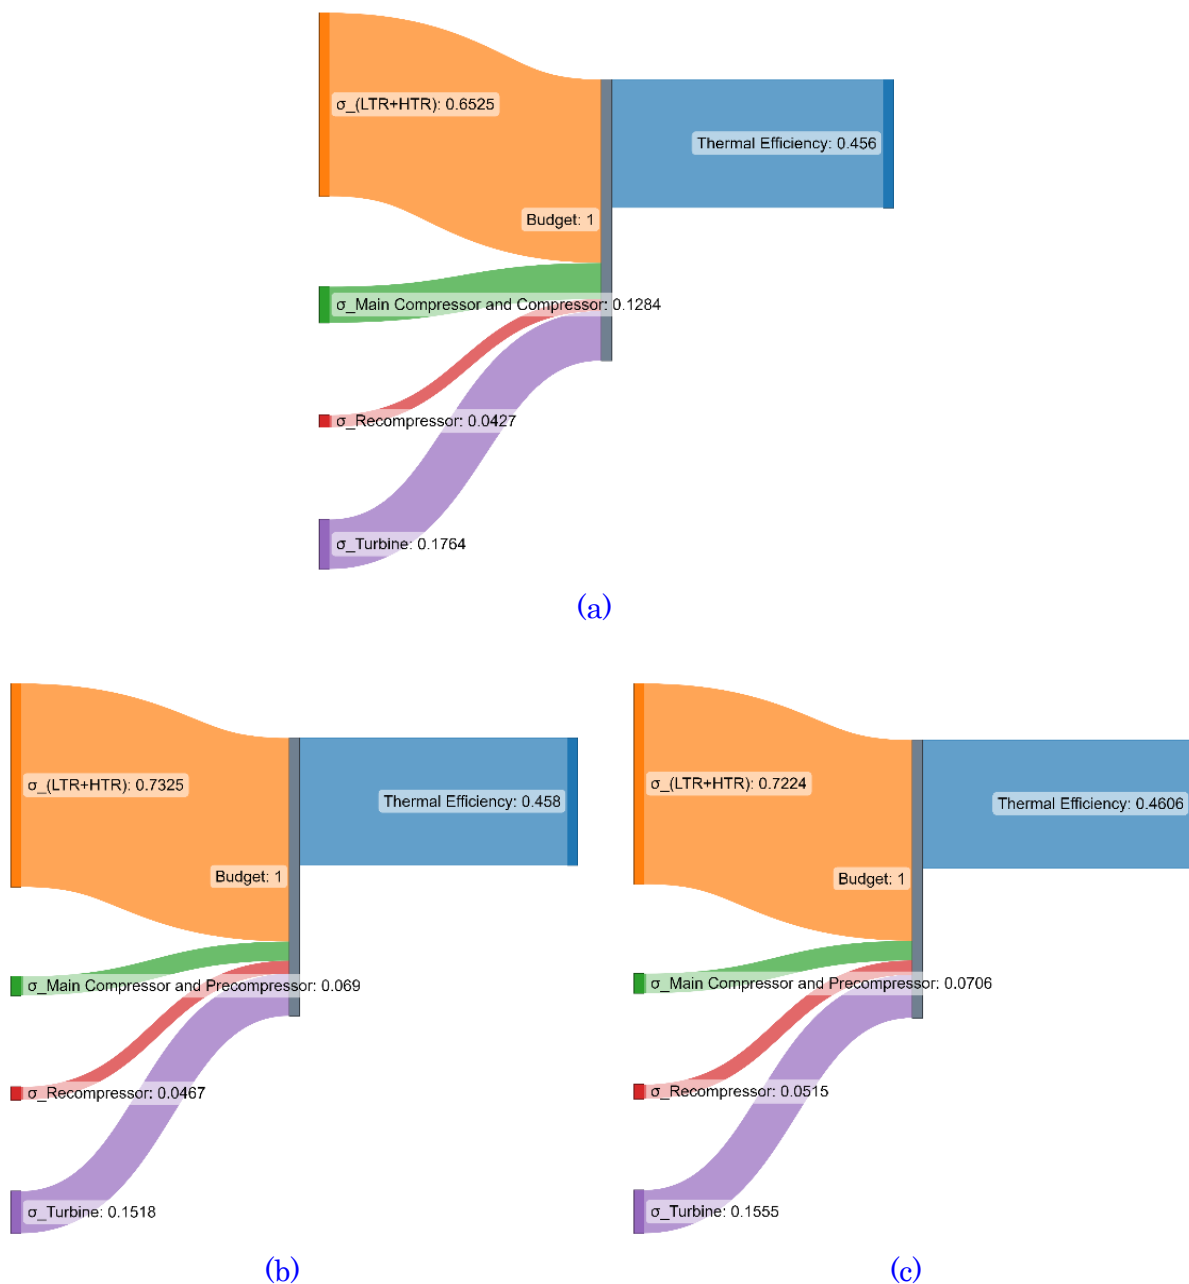 σ_(LTR+HTR): 0.6525
Thermal Efficiency: 0.456
Budget: 1
σ_Main Compressor and Compressor: 0.1284
σ_Recompressor: 0.0427
σ_Turbine: 0.1764
(a)
σ_(LTR+HTR): 0.7325
Thermal Efficiency: 0.458
Budget: 1
σ_Main Compressor and Precompressor: 0.069
σ_Recompressor: 0.0467
σ_Turbine: 0.1518
(b)
σ_(LTR+HTR): 0.7224
Thermal Efficiency: 0.4606
Budget: 1
σ_Main Compressor and Precompressor: 0.0706
σ_Recompressor: 0.0515
σ_Turbine: 0.1555
(c)